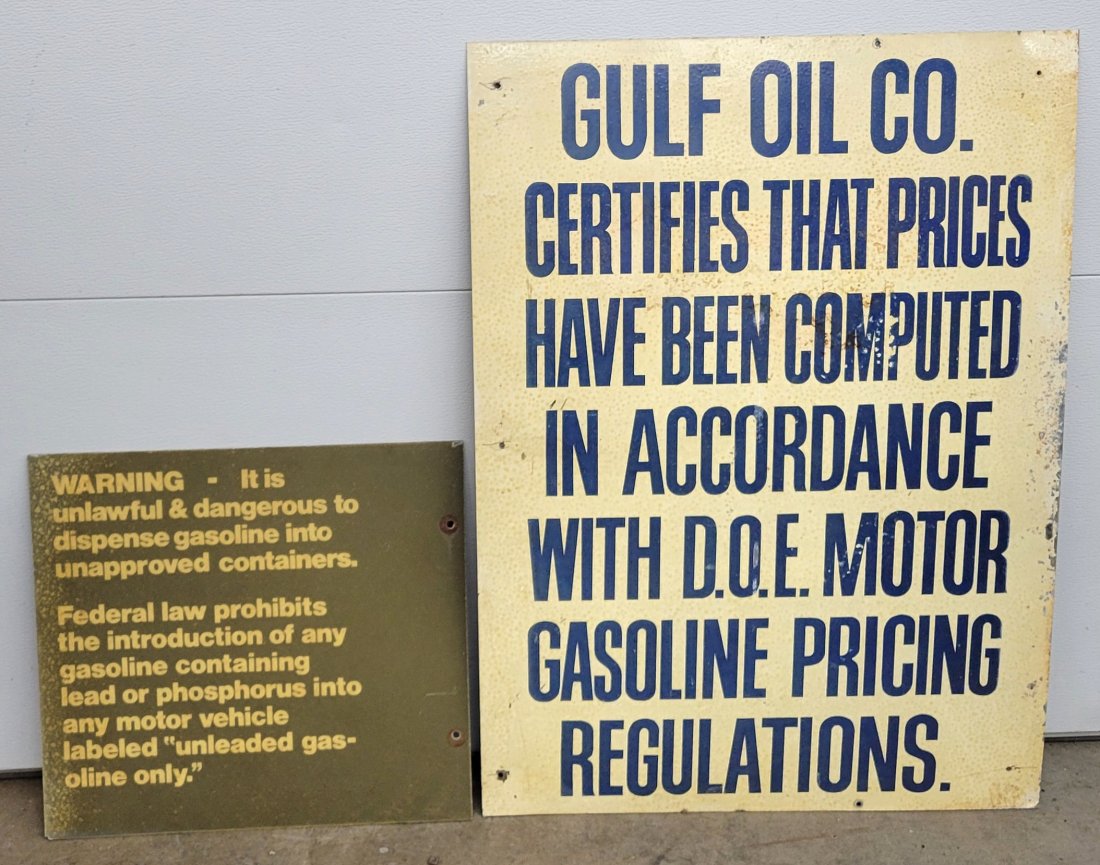 WARNING - It is
unlawful & dangerous to
dispense gasoline into
unapproved containers.
Federal law prohibits
the introduction of any
gasoline containing
lead or phosphorus into
any motor vehicle
labeled "unleaded gas-
oline only."
GULF OIL CO.
CERTIFIES THAT PRICES
HAVE BEEN COMPUTED
IN ACCORDANCE
WITH D.O.E. MOTOR
GASOLINE PRICING
REGULATIONS.